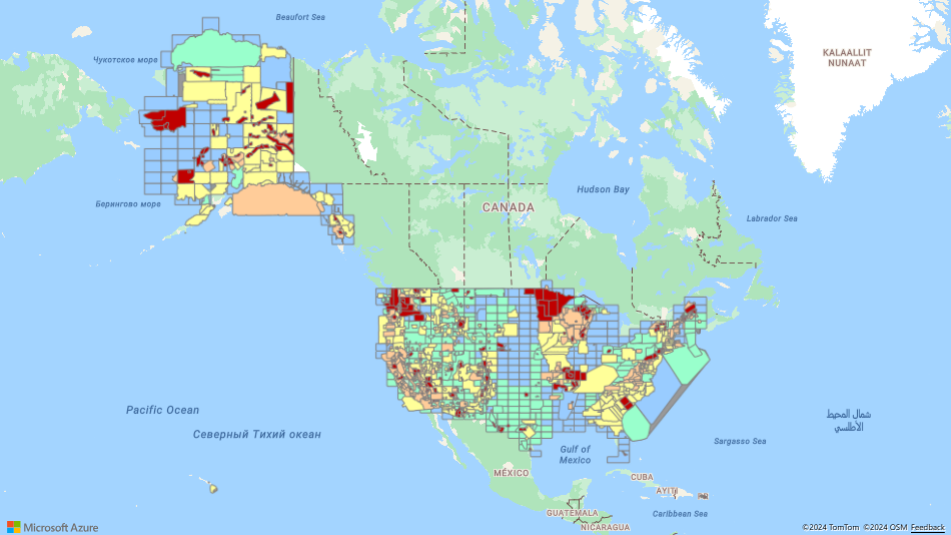 Beaufort Sea
Чукотское море
KALAALLIT
NUNAAT
Hudson Bay
Берингово море
CANADA
Labrador Sea
Pacific Ocean
Северный Тихий океан
شمال المحيط
الأطلسي
Sargasso Sea
Gulf of
Mexico
MÉXICO
CUBA
AYITI
Caribbean Sea
GUATEMALA
NICARAGUA
Microsoft Azure
©2024 TomTom ©2024 OSM Feedback